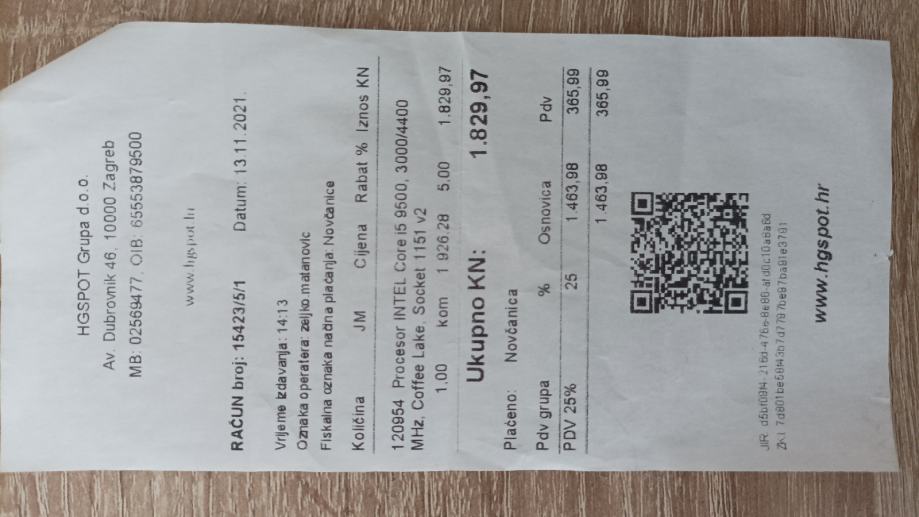 HGSPOT Grupa d.o.o.
Av. Dubrovnik 46, 10000 Zagreb
MB: 02569477, OIB: 65553879500
www.hgspot.hr
RAČUN broj: 15423/5/1 Datum: 13.11.2021.
Vrijeme izdavanja: 14:13
Oznaka operatera: zeljko.matanovic
Fiskalna oznaka načina plaćanja: Novčanice
Količina JM Cijena Rabat % Iznos KN
120954 Procesor INTEL Core i5 9500, 3000/4400
MHz, Coffee Lake, Socket 1151 v2
1,00 kom 1 926,28 5,00 1.829,97
Ukupno KN: 1.829,97
Plaćeno: Novčanica
Pdv grupa % Osnovica Pdv
PDV 25% 25 1.463,98 365,99
1.463,98 365,99
JIR:
ZKI:
www.hgspot.hr